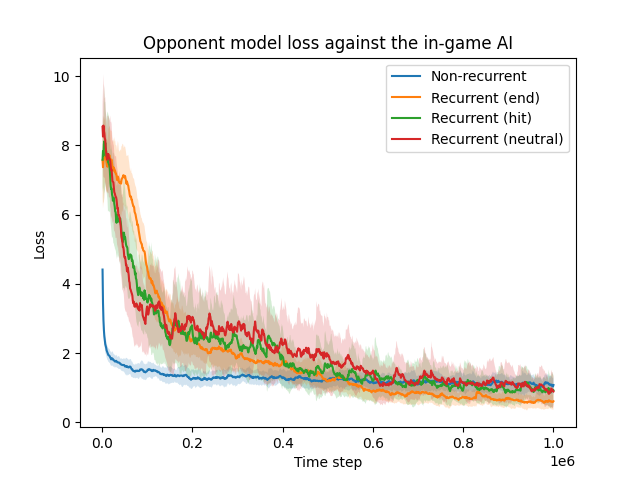 Opponent model loss against the in-game AI
Non-recurrent
Recurrent (end)
Recurrent (hit)
Recurrent (neutral)
Loss
10
8
6
4
2
0
0.0 0.2 0.4 0.6 0.8 1.0
1e6
Time step